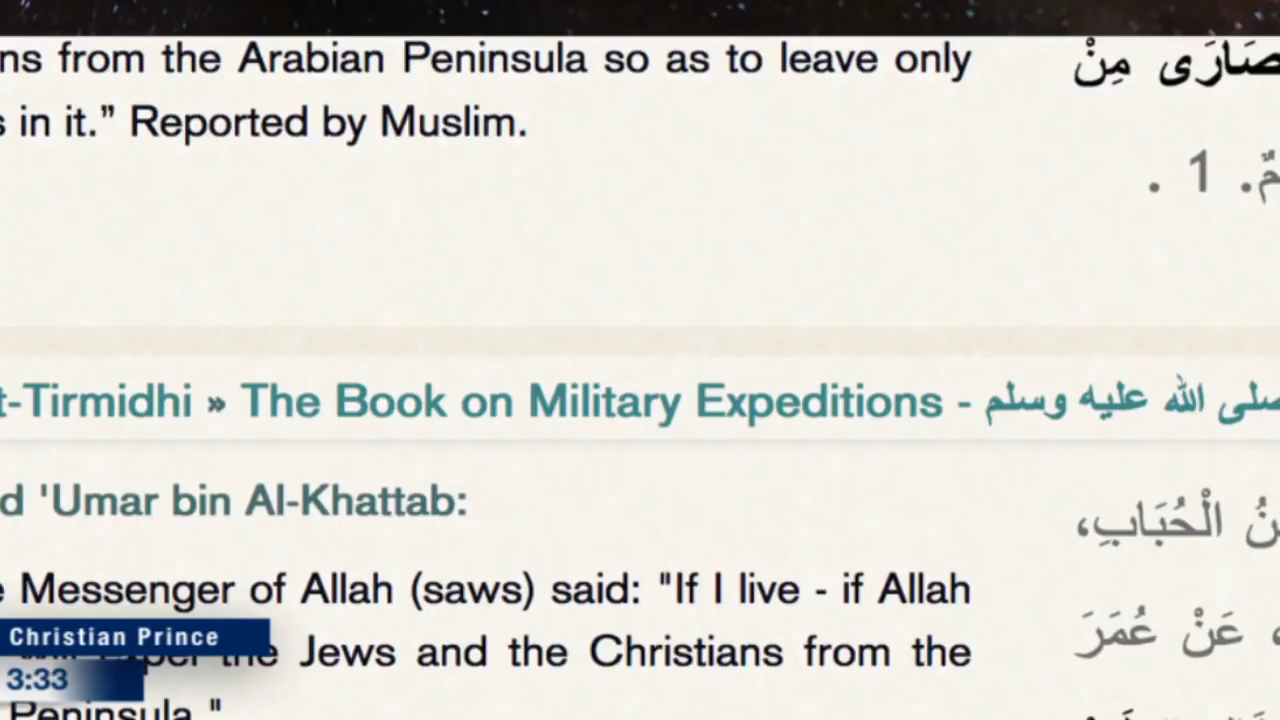 ns from the Arabian Peninsula so as to leave only
صَارَى مِنْ
s in it.” Reported by Muslim.
مٌ. 1 .
t-Tirmidhi » The Book on Military Expeditions - صلى الله عليه وسلم
d 'Umar bin Al-Khattab:
نُ الْحُبَابِ،
e Messenger of Allah (saws) said: "If I live - if Allah
the Jews and the Christians from the
عَنْ عُمَرَ
Peninsula."
Christian Prince
3:33